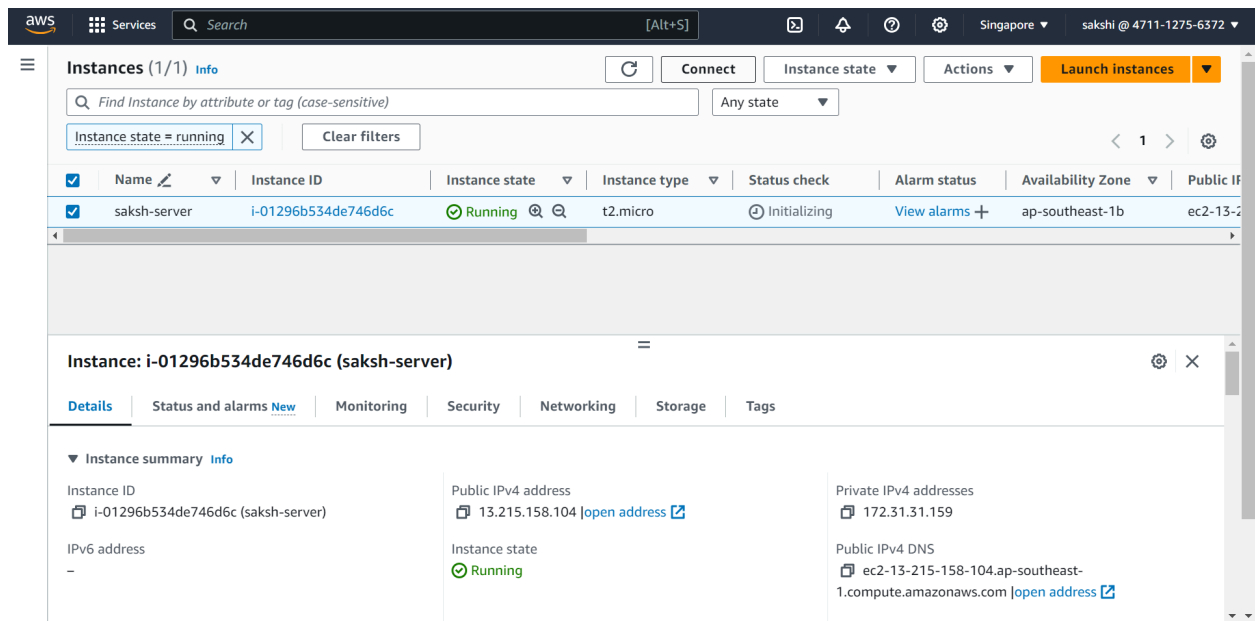 aws Services Search [Alt+S] Singapore ▼ sakshi @ 4711-1275-6372 ▼
Instances (1/1) Info Connect Instance state ▼ Actions ▼ Launch instances ▼
Find Instance by attribute or tag (case-sensitive) Any state ▼
Instance state = running Clear filters 1
Name Instance ID Instance state Instance type Status check Alarm status Availability Zone Public IP
saksh-server i-01296b534de746d6c Running t2.micro Initializing View alarms + ap-southeast-1b ec2-13-2
Instance: i-01296b534de746d6c (saksh-server)
Details Status and alarms New Monitoring Security Networking Storage Tags
▼ Instance summary Info
Instance ID Public IPv4 address Private IPv4 addresses
i-01296b534de746d6c (saksh-server) 13.215.158.104 |open address 172.31.31.159
IPv6 address Instance state Public IPv4 DNS
– Running ec2-13-215-158-104.ap-southeast-
1.compute.amazonaws.com |open address